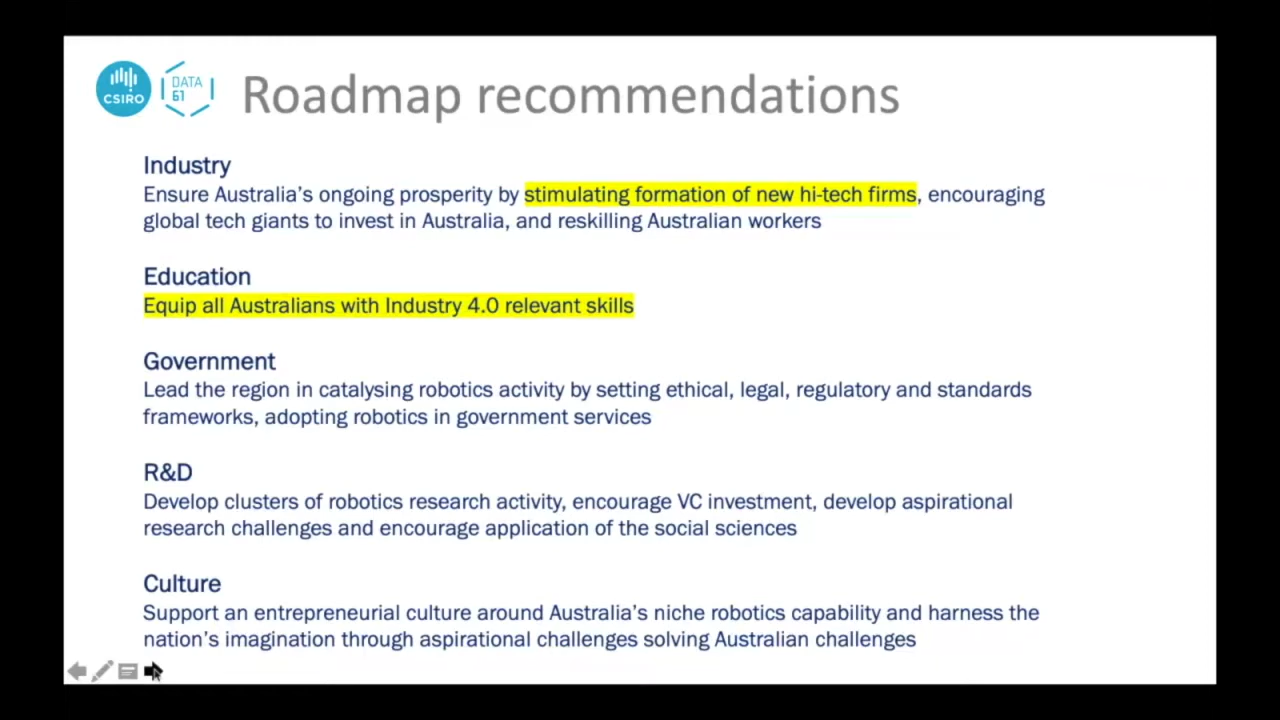 CSIRO
DATA
61
Roadmap recommendations
Industry
Ensure Australia's ongoing prosperity by stimulating formation of new hi-tech firms, encouraging
global tech giants to invest in Australia, and reskilling Australian workers
Education
Equip all Australians with Industry 4.0 relevant skills
Government
Lead the region in catalysing robotics activity by setting ethical, legal, regulatory and standards
frameworks, adopting robotics in government services
R&D
Develop clusters of robotics research activity, encourage VC investment, develop aspirational
research challenges and encourage application of the social sciences
Culture
Support an entrepreneurial culture around Australia's niche robotics capability and harness the
nation's imagination through aspirational challenges solving Australian challenges